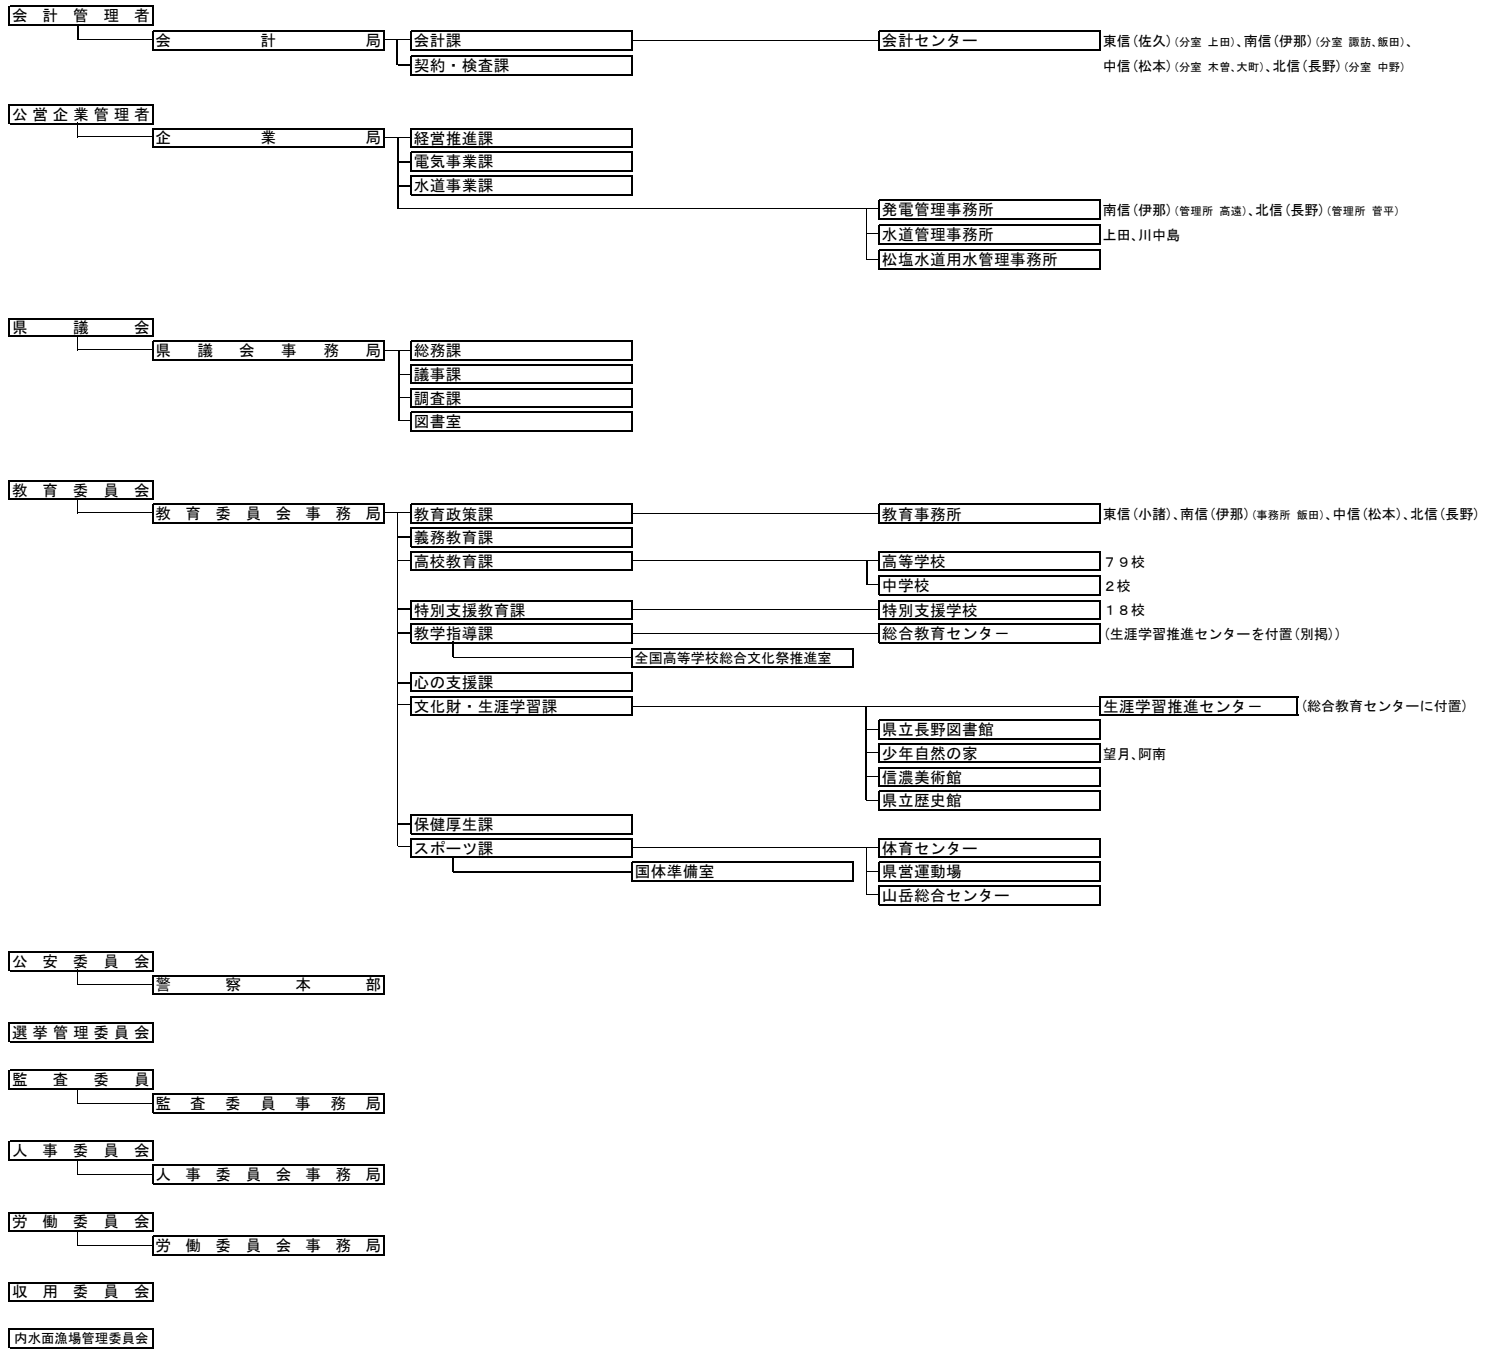 会計管理者
会計局 会計課 会計センター 東信（佐久）（分室 上田）、南信（伊那）（分室 諏訪、飯田）、
契約・検査課 中信（松本）（分室 木曽、大町）、北信（長野）（分室 中野）
公営企業管理者
企業局 経営推進課
電気事業課
水道事業課
発電管理事務所 南信（伊那）（管理所 高遠）、北信（長野）（管理所 菅平）
水道管理事務所 上田、川中島
松塩水道用水管理事務所
県議会
県議会事務局 総務課
議事課
調査課
図書室
教育委員会
教育委員会事務局 教育政策課 教育事務所 東信（小諸）、南信（伊那）（事務所 飯田）、中信（松本）、北信（長野）
義務教育課
高校教育課 高等学校 ７９校
中学校 ２校
特別支援教育課 特別支援学校 １８校
教学指導課 総合教育センター （生涯学習推進センターを付置（別掲））
全国高等学校総合文化祭推進室
心の支援課
文化財・生涯学習課 生涯学習推進センター （総合教育センターに付置）
県立長野図書館
少年自然の家 望月、阿南
信濃美術館
県立歴史館
保健厚生課
スポーツ課 体育センター
国体準備室 県営運動場
山岳総合センター
公安委員会
警察本部
選挙管理委員会
監査委員
監査委員事務局
人事委員会
人事委員会事務局
労働委員会
労働委員会事務局
収用委員会
内水面漁場管理委員会